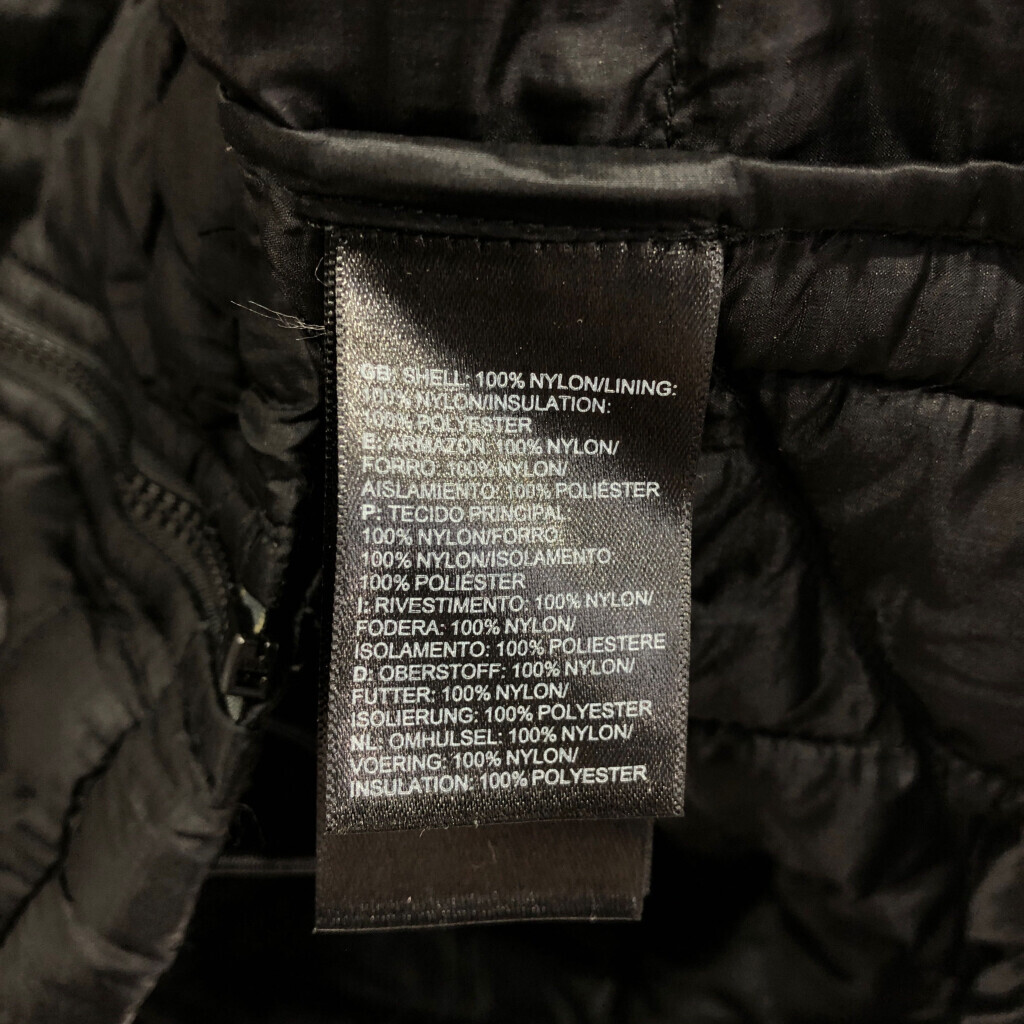 GB: SHELL: 100% NYLON/LINING:
100% NYLON/INSULATION:
100% POLYESTER
E: ARMAZÓN: 100% NYLON/
FORRO: 100% NYLON/
AISLAMIENTO: 100% POLIÉSTER
P: TECIDO PRINCIPAL
100% NYLON/FORRO:
100% NYLON/ISOLAMENTO
100% POLIÉSTER
I: RIVESTIMENTO: 100% NYLON/
FODERA: 100% NYLON/
ISOLAMENTO: 100% POLIESTERE
D: OBERSTOFF: 100% NYLON/
FUTTER: 100% NYLON/
ISOLIERUNG: 100% POLYESTER
NL: OMHULSEL: 100% NYLON/
VOERING: 100% NYLON/
INSULATION: 100% POLYESTER